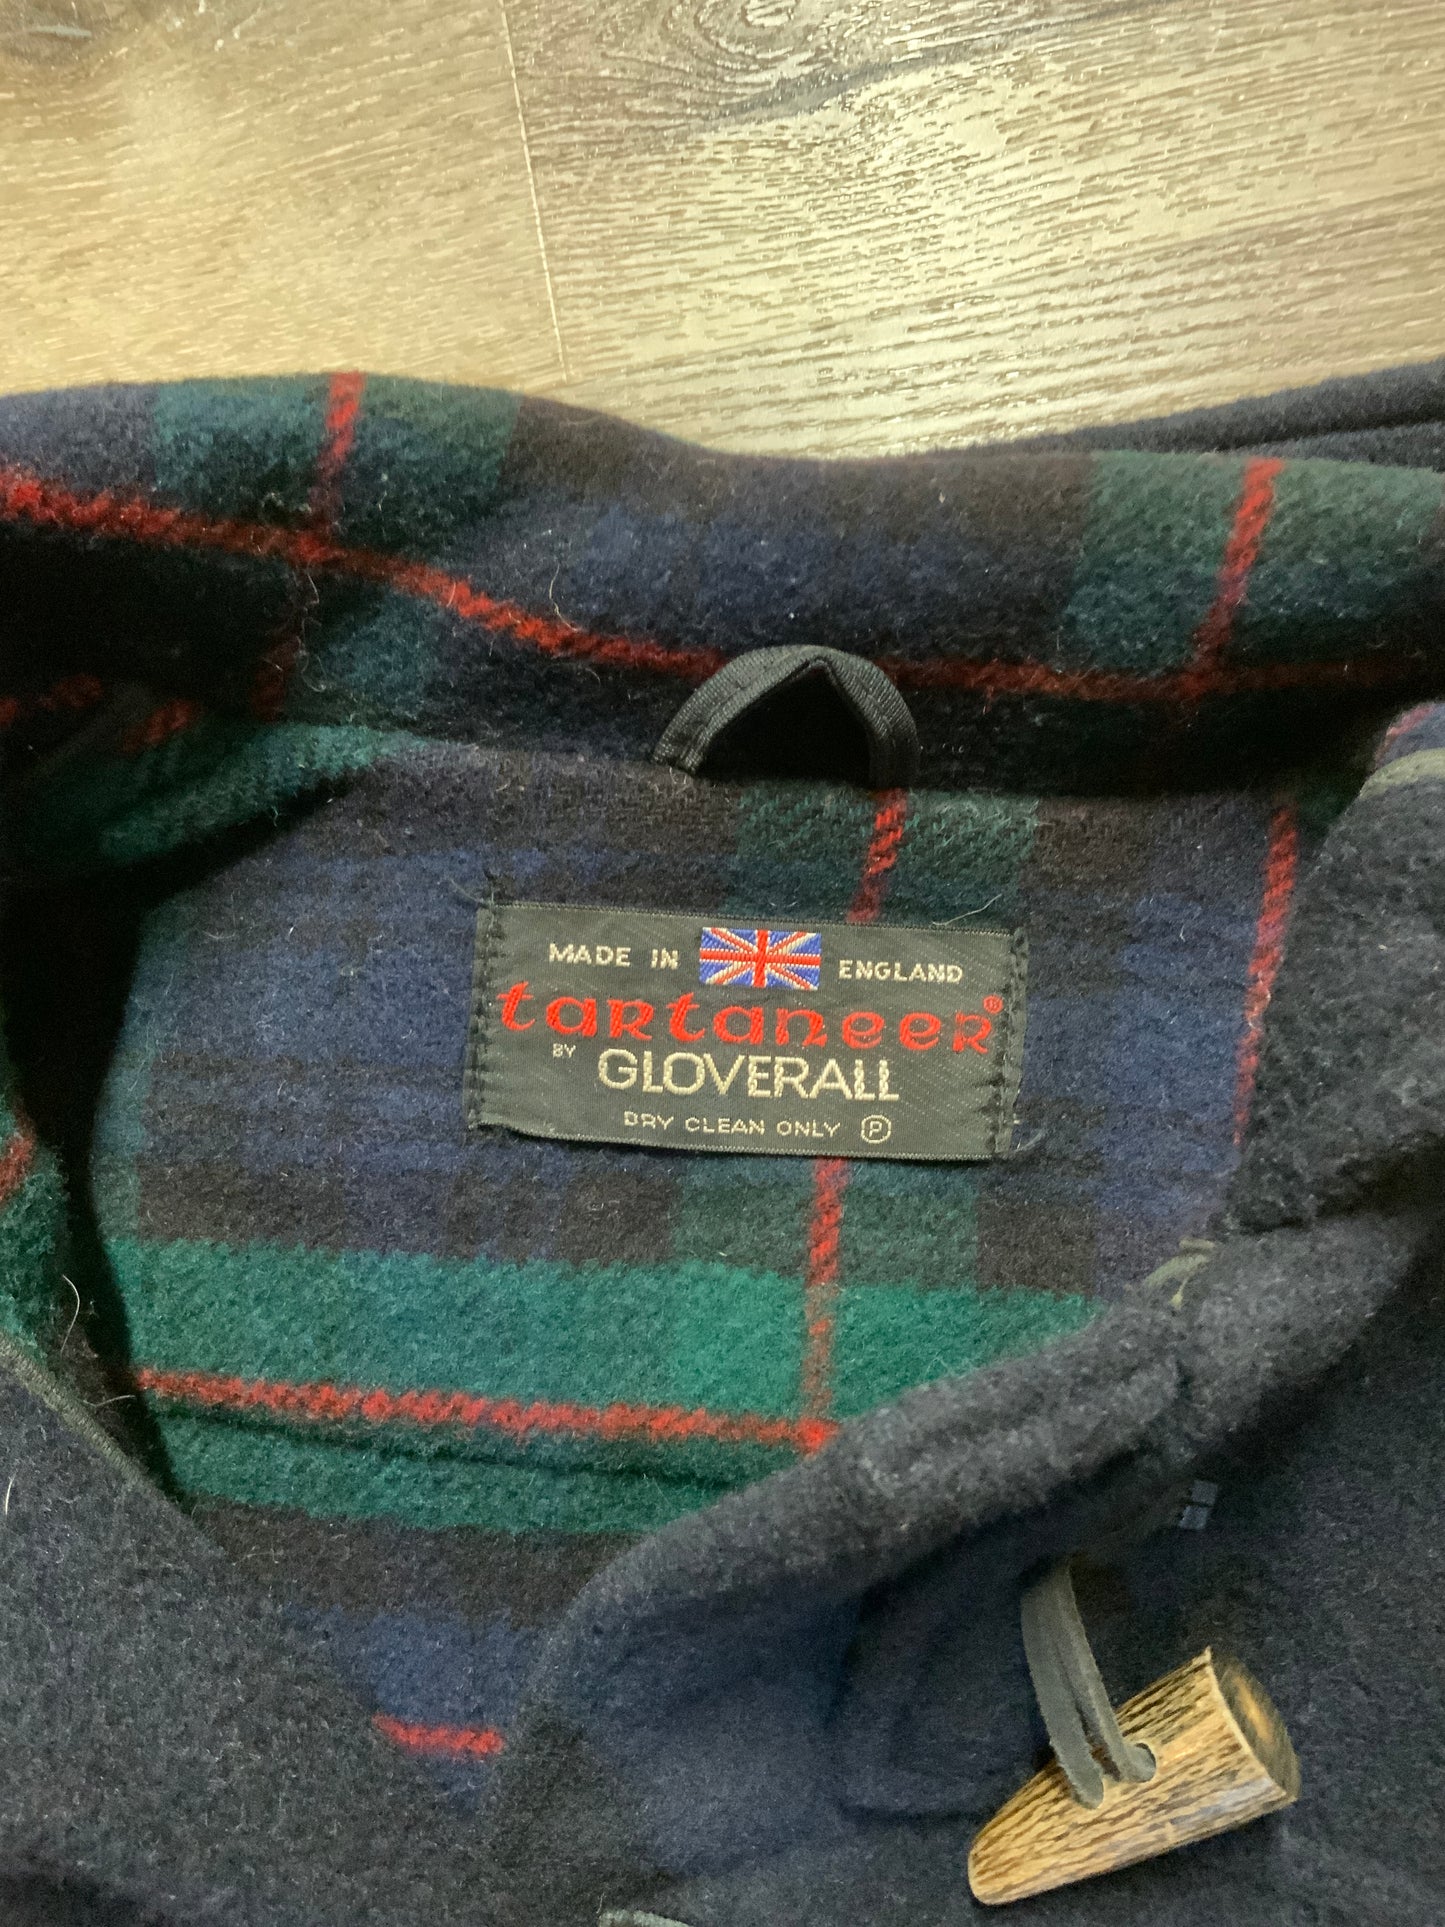 MADE IN ENGLAND
tartaneer®
BY GLOVERALL
DRY CLEAN ONLY Ⓟ